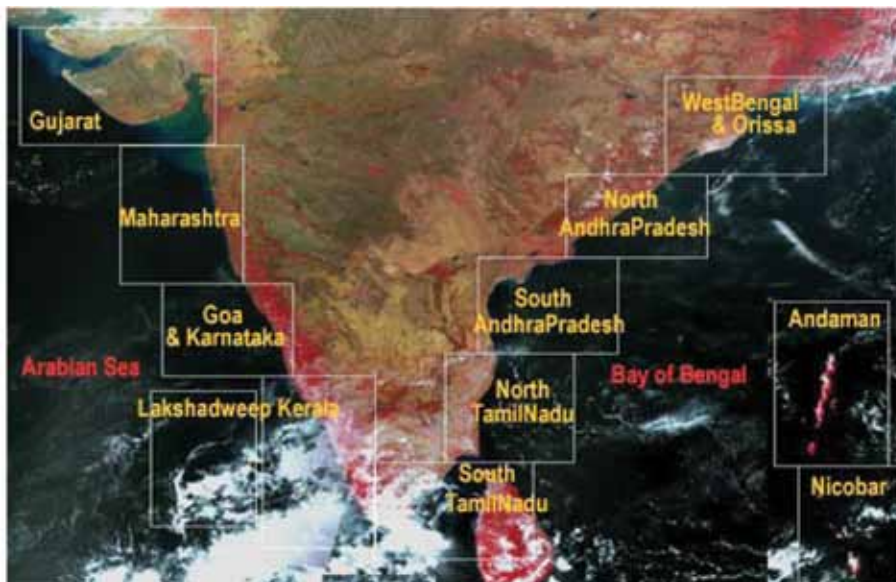 Gujarat
WestBengal
& Orissa
Maharashtra
North
AndhraPradesh
Goa
& Karnataka
South
AndhraPradesh
Andaman
Arabian Sea
Bay of Bengal
North
TamilNadu
Lakshadweep Kerala
South
TamilNadu
Nicobar